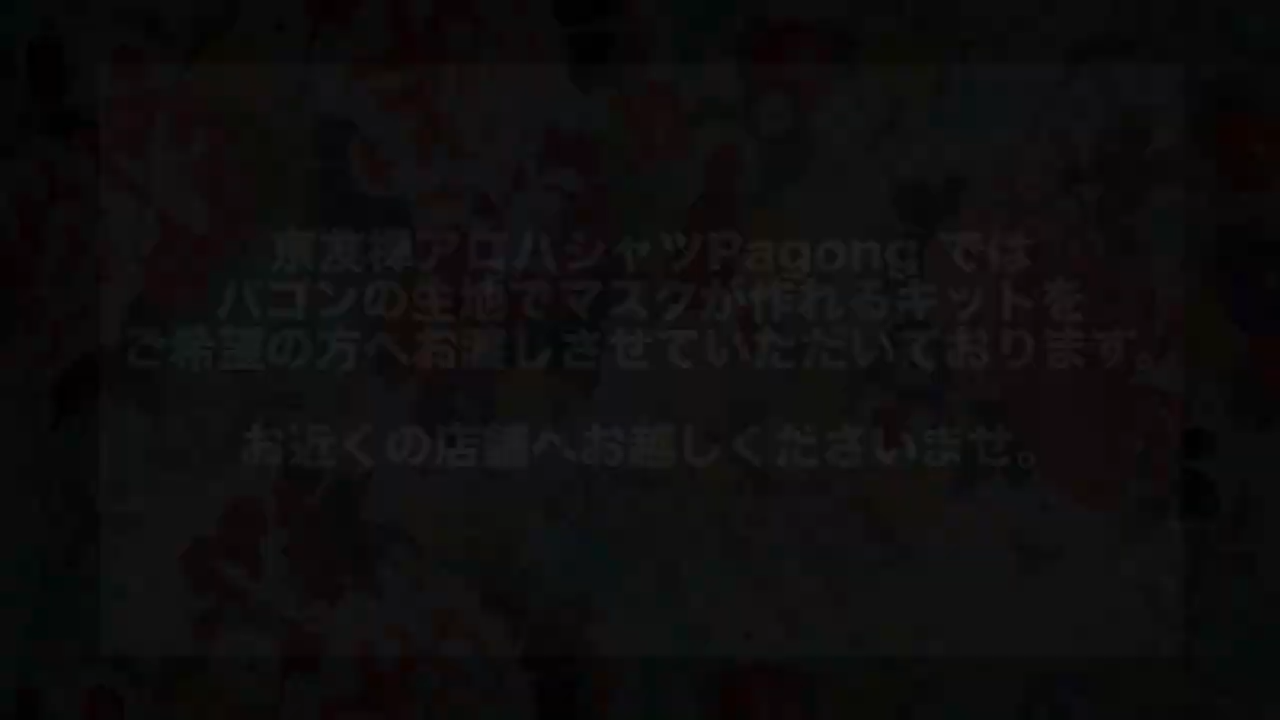 京友禅アロハシャツPagong では
パゴンの生地でマスクが作れるキットを
ご希望の方へお渡しさせていただいております。
お近くの店舗へお越しくださいませ。